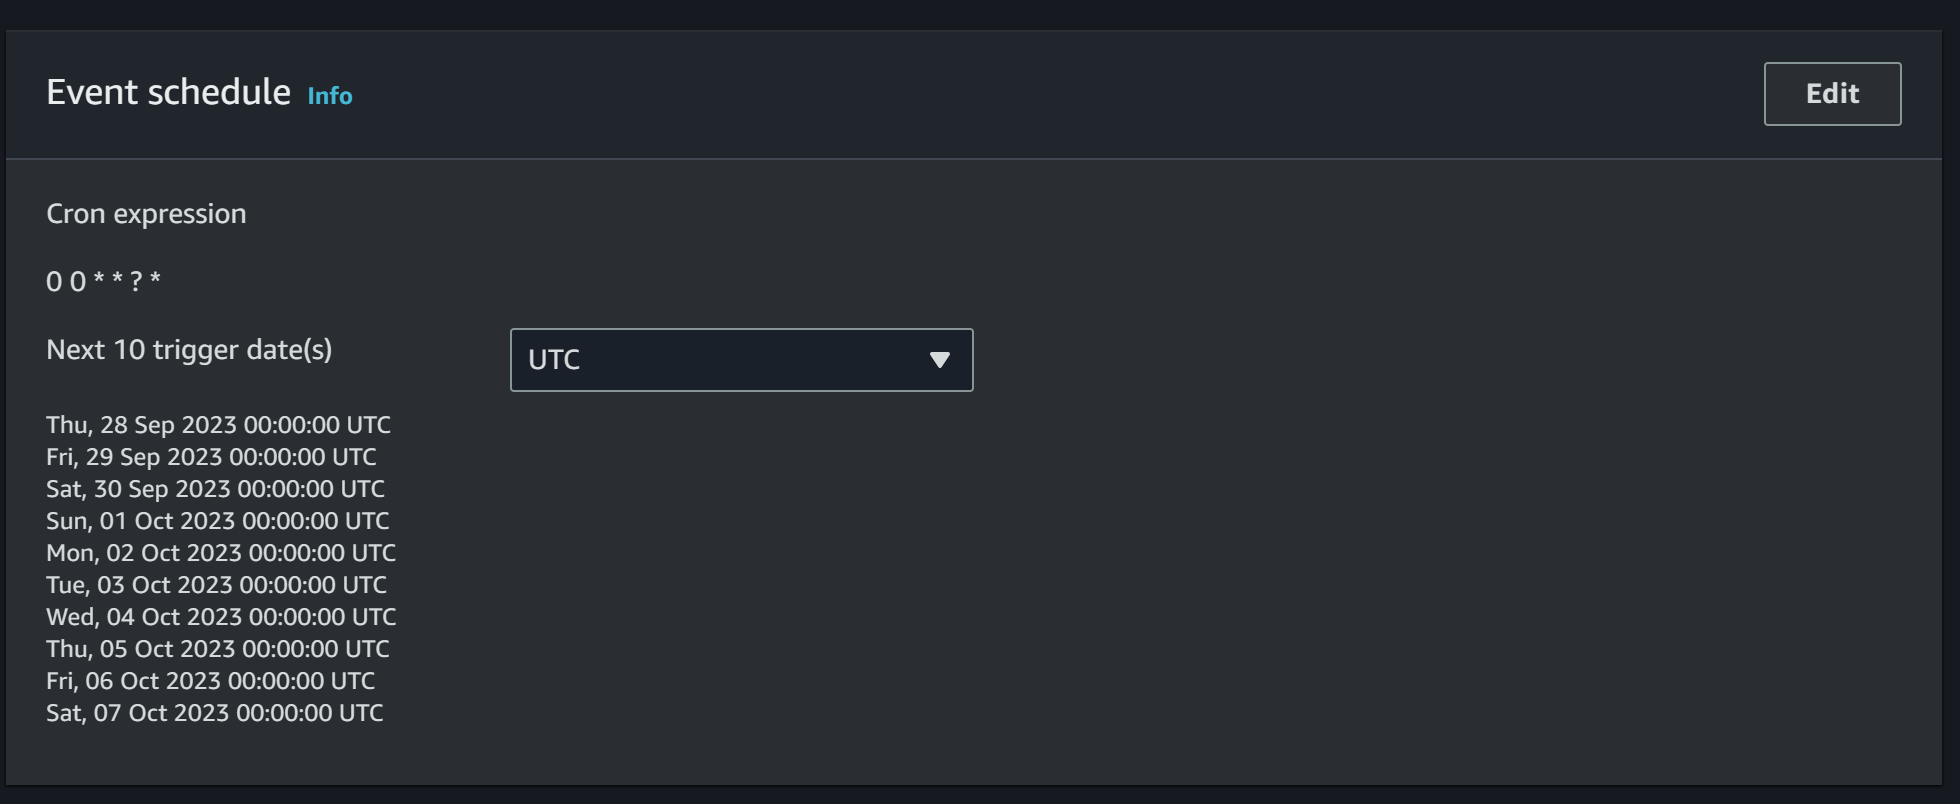 Event schedule Info
Edit
Cron expression
0 0 * * ? *
Next 10 trigger date(s)
UTC
Thu, 28 Sep 2023 00:00:00 UTC
Fri, 29 Sep 2023 00:00:00 UTC
Sat, 30 Sep 2023 00:00:00 UTC
Sun, 01 Oct 2023 00:00:00 UTC
Mon, 02 Oct 2023 00:00:00 UTC
Tue, 03 Oct 2023 00:00:00 UTC
Wed, 04 Oct 2023 00:00:00 UTC
Thu, 05 Oct 2023 00:00:00 UTC
Fri, 06 Oct 2023 00:00:00 UTC
Sat, 07 Oct 2023 00:00:00 UTC